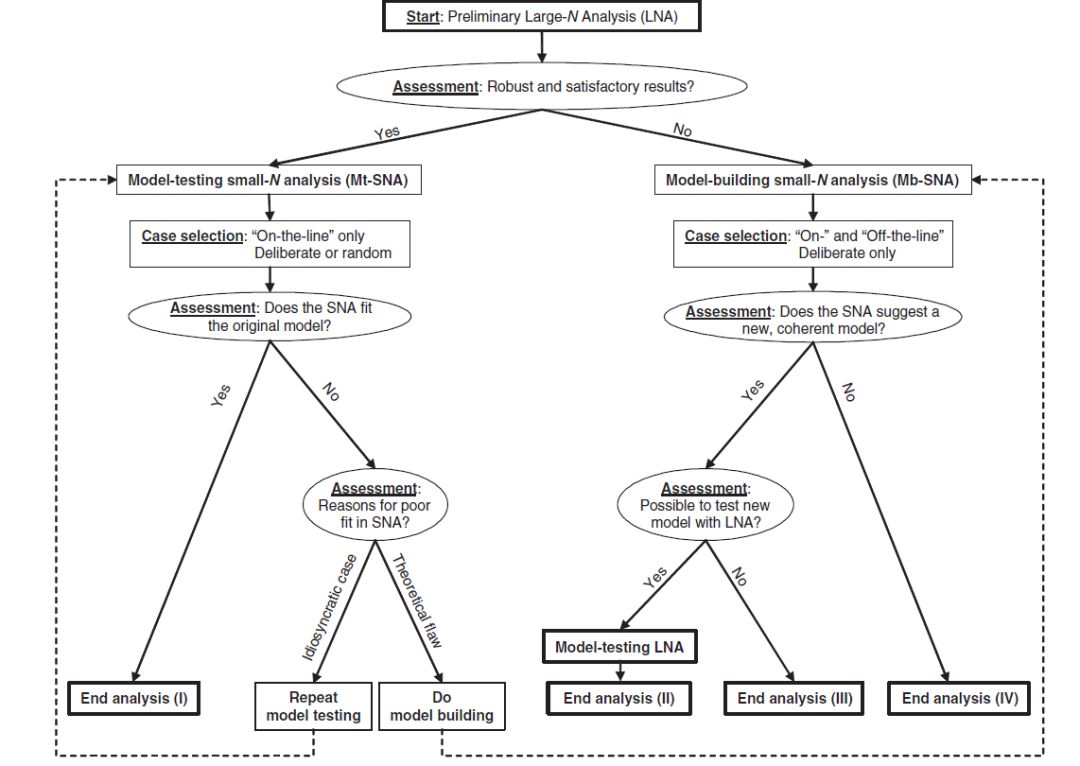 Start: Preliminary Large-N Analysis (LNA)
Assessment: Robust and satisfactory results?
Yes
No
Model-testing small-N analysis (Mt-SNA)
Model-building small-N analysis (Mb-SNA)
Case selection: “On-the-line” only
Deliberate or random
Case selection: “On-” and “Off-the-line”
Deliberate only
Assessment: Does the SNA fit
the original model?
Assessment: Does the SNA suggest a
new, coherent model?
Yes
No
Yes
No
Assessment:
Reasons for poor
fit in SNA?
Assessment:
Possible to test new
model with LNA?
Idiosyncratic case
Theoretical flaw
Yes
No
Model-testing LNA
End analysis (I)
Repeat
model testing
Do
model building
End analysis (II)
End analysis (III)
End analysis (IV)